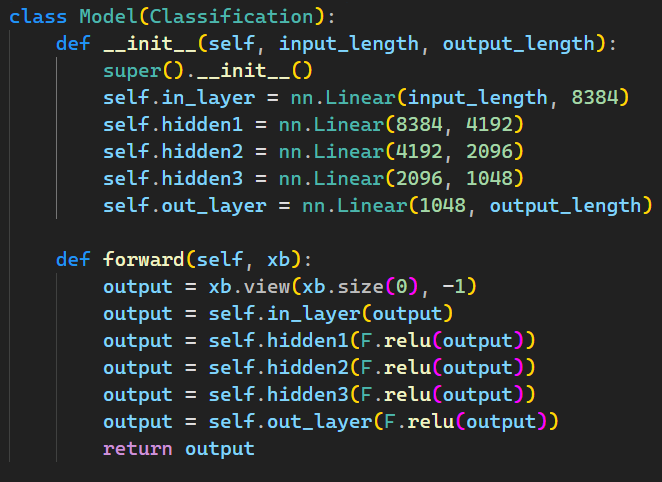 class Model(Classification):
    def __init__(self, input_length, output_length):
        super().__init__()
        self.in_layer = nn.Linear(input_length, 8384)
        self.hidden1 = nn.Linear(8384, 4192)
        self.hidden2 = nn.Linear(4192, 2096)
        self.hidden3 = nn.Linear(2096, 1048)
        self.out_layer = nn.Linear(1048, output_length)

    def forward(self, xb):
        output = xb.view(xb.size(0), -1)
        output = self.in_layer(output)
        output = self.hidden1(F.relu(output))
        output = self.hidden2(F.relu(output))
        output = self.hidden3(F.relu(output))
        output = self.out_layer(F.relu(output))
        return output